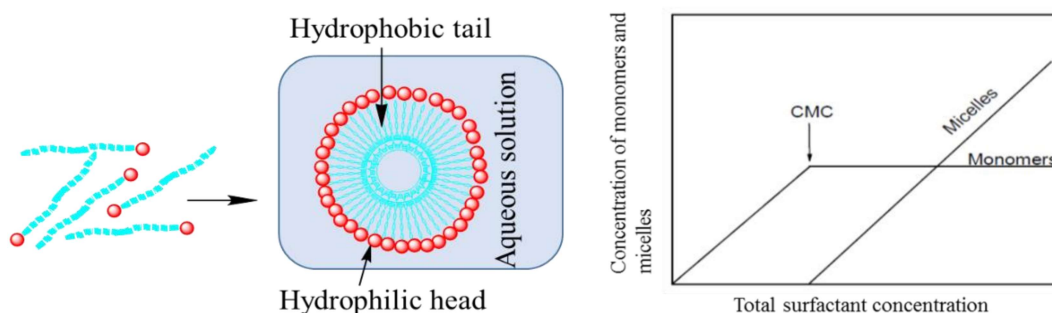 Hydrophobic tail
Aqueous solution
Hydrophilic head
Concentration of monomers and
micelles
CMC
Micelles
Monomers
Total surfactant concentration